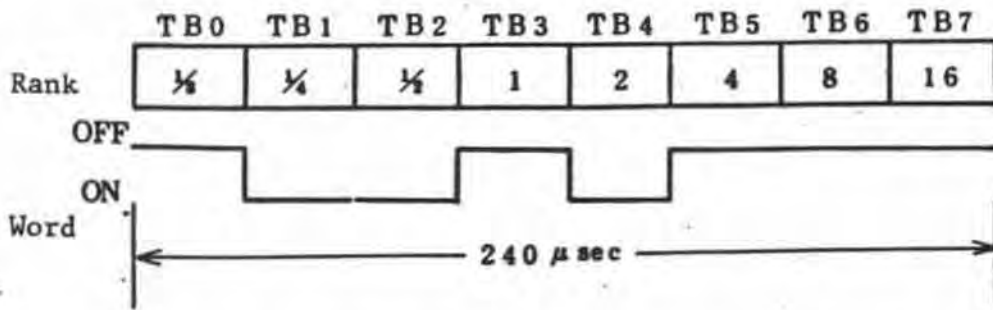 TB0 TB1 TB2 TB3 TB4 TB5 TB6 TB7
Rank ⅛ ¼ ½ 1 2 4 8 16
OFF
ON
Word
240 μsec